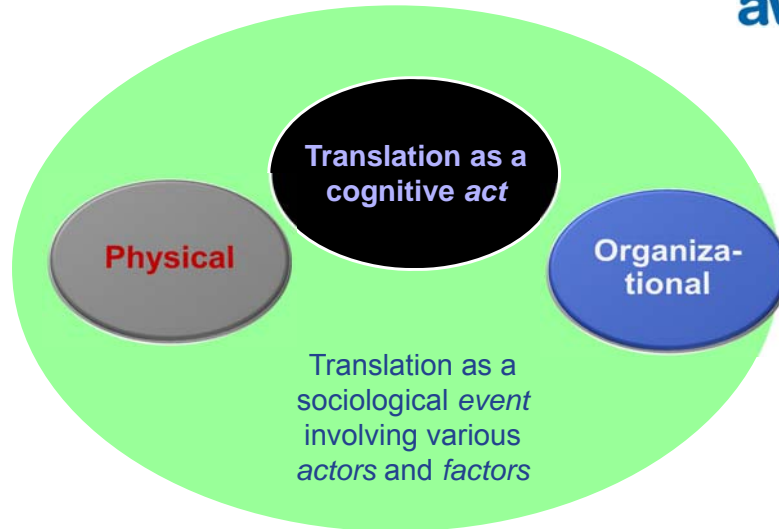 Translation as a
cognitive act
Physical
Organiza-
tional
Translation as a
sociological event
involving various
actors and factors